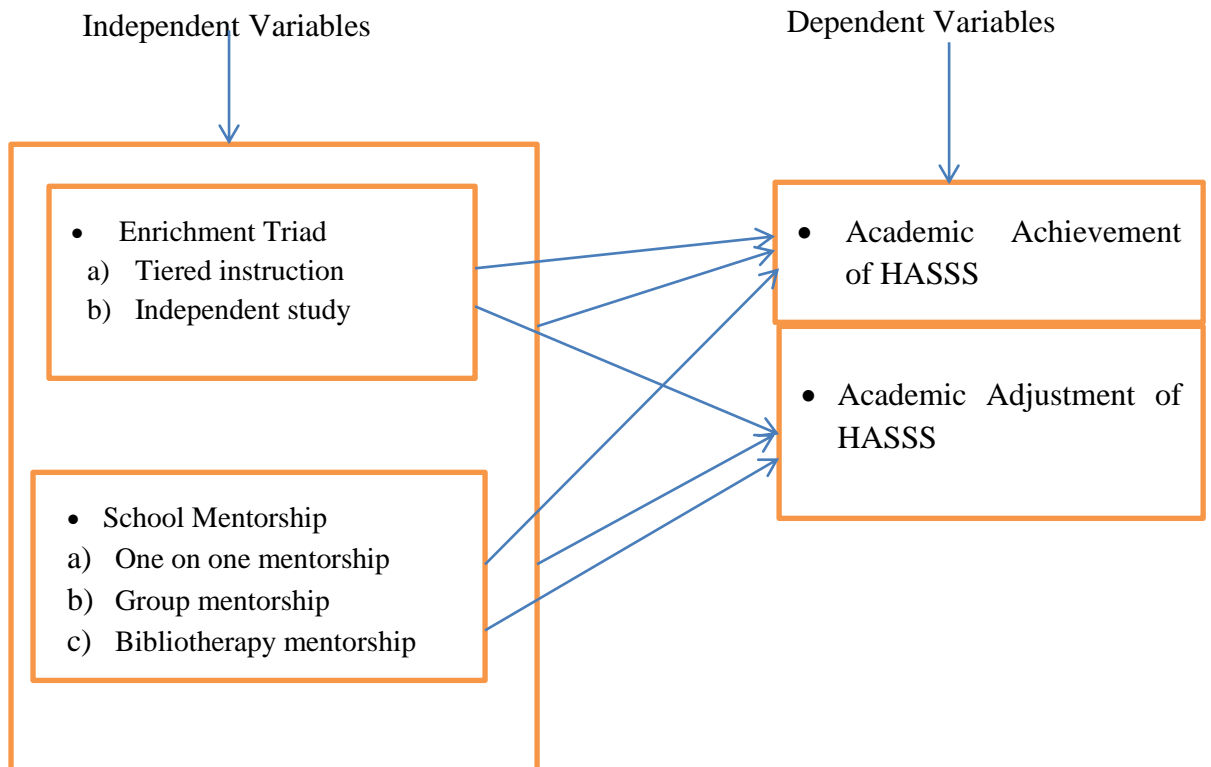 Independent Variables
Dependent Variables
• Enrichment Triad
a) Tiered instruction
b) Independent study
• School Mentorship
a) One on one mentorship
b) Group mentorship
c) Bibliotherapy mentorship
• Academic Achievement
of HASSS
• Academic Adjustment of
HASSS